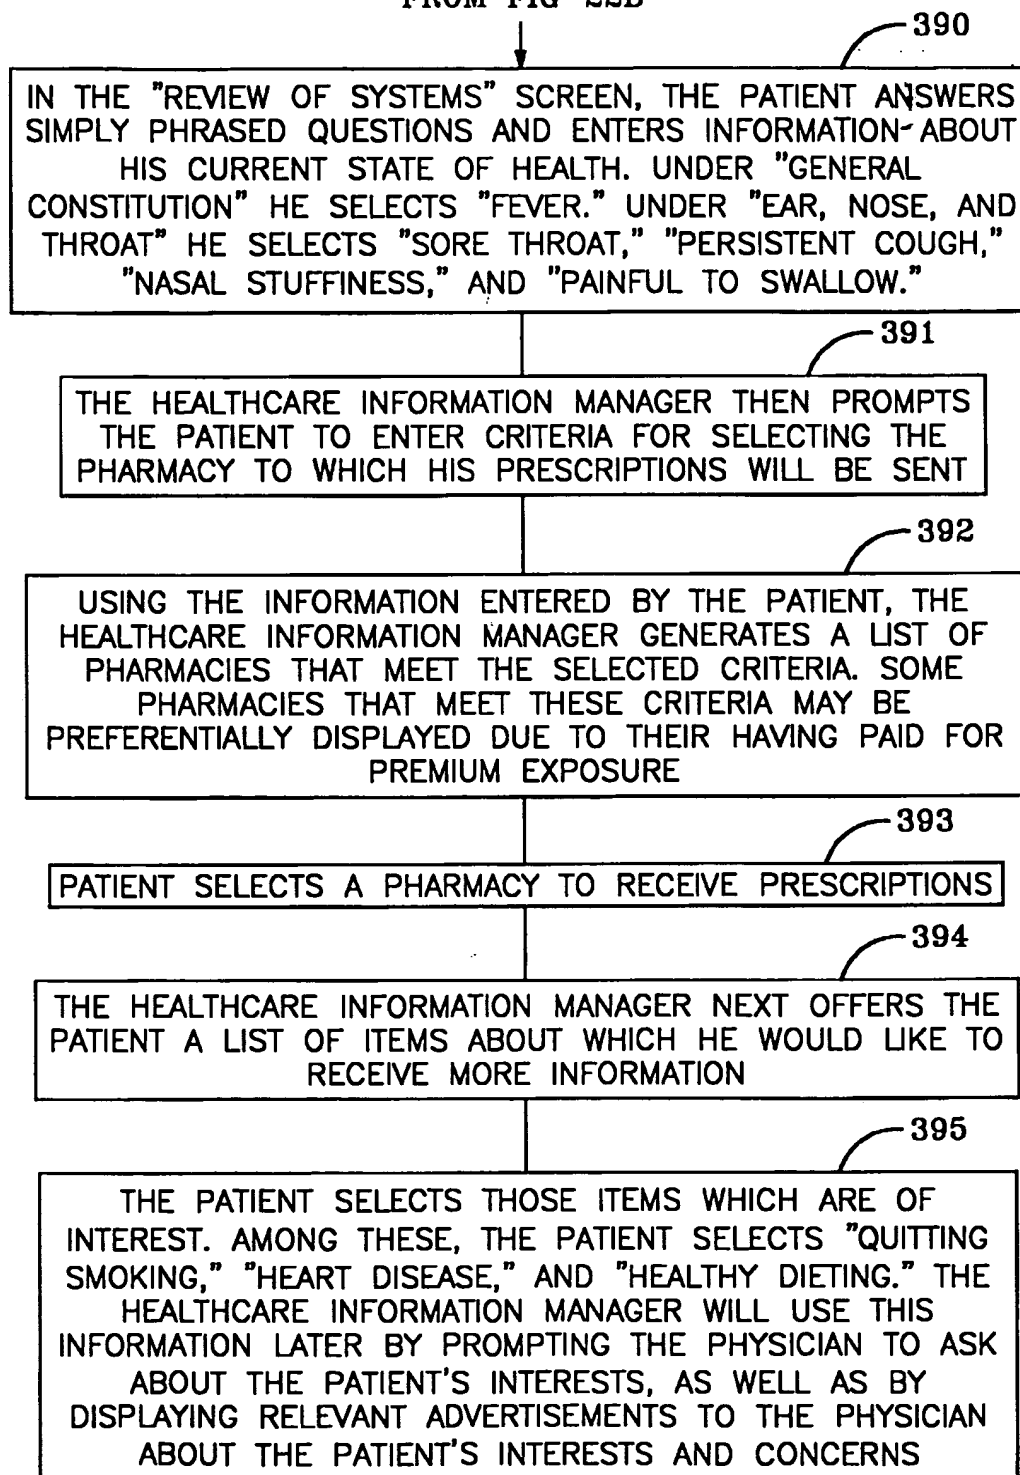 FROM FIG 22B
390
IN THE "REVIEW OF SYSTEMS" SCREEN, THE PATIENT ANSWERS
SIMPLY PHRASED QUESTIONS AND ENTERS INFORMATION ABOUT
HIS CURRENT STATE OF HEALTH. UNDER "GENERAL
CONSTITUTION" HE SELECTS "FEVER." UNDER "EAR, NOSE, AND
THROAT" HE SELECTS "SORE THROAT," "PERSISTENT COUGH,"
"NASAL STUFFINESS," AND "PAINFUL TO SWALLOW."
391
THE HEALTHCARE INFORMATION MANAGER THEN PROMPTS
THE PATIENT TO ENTER CRITERIA FOR SELECTING THE
PHARMACY TO WHICH HIS PRESCRIPTIONS WILL BE SENT
392
USING THE INFORMATION ENTERED BY THE PATIENT, THE
HEALTHCARE INFORMATION MANAGER GENERATES A LIST OF
PHARMACIES THAT MEET THE SELECTED CRITERIA. SOME
PHARMACIES THAT MEET THESE CRITERIA MAY BE
PREFERENTIALLY DISPLAYED DUE TO THEIR HAVING PAID FOR
PREMIUM EXPOSURE
393
PATIENT SELECTS A PHARMACY TO RECEIVE PRESCRIPTIONS
394
THE HEALTHCARE INFORMATION MANAGER NEXT OFFERS THE
PATIENT A LIST OF ITEMS ABOUT WHICH HE WOULD LIKE TO
RECEIVE MORE INFORMATION
395
THE PATIENT SELECTS THOSE ITEMS WHICH ARE OF
INTEREST. AMONG THESE, THE PATIENT SELECTS "QUITTING
SMOKING," "HEART DISEASE," AND "HEALTHY DIETING." THE
HEALTHCARE INFORMATION MANAGER WILL USE THIS
INFORMATION LATER BY PROMPTING THE PHYSICIAN TO ASK
ABOUT THE PATIENT'S INTERESTS, AS WELL AS BY
DISPLAYING RELEVANT ADVERTISEMENTS TO THE PHYSICIAN
ABOUT THE PATIENT'S INTERESTS AND CONCERNS